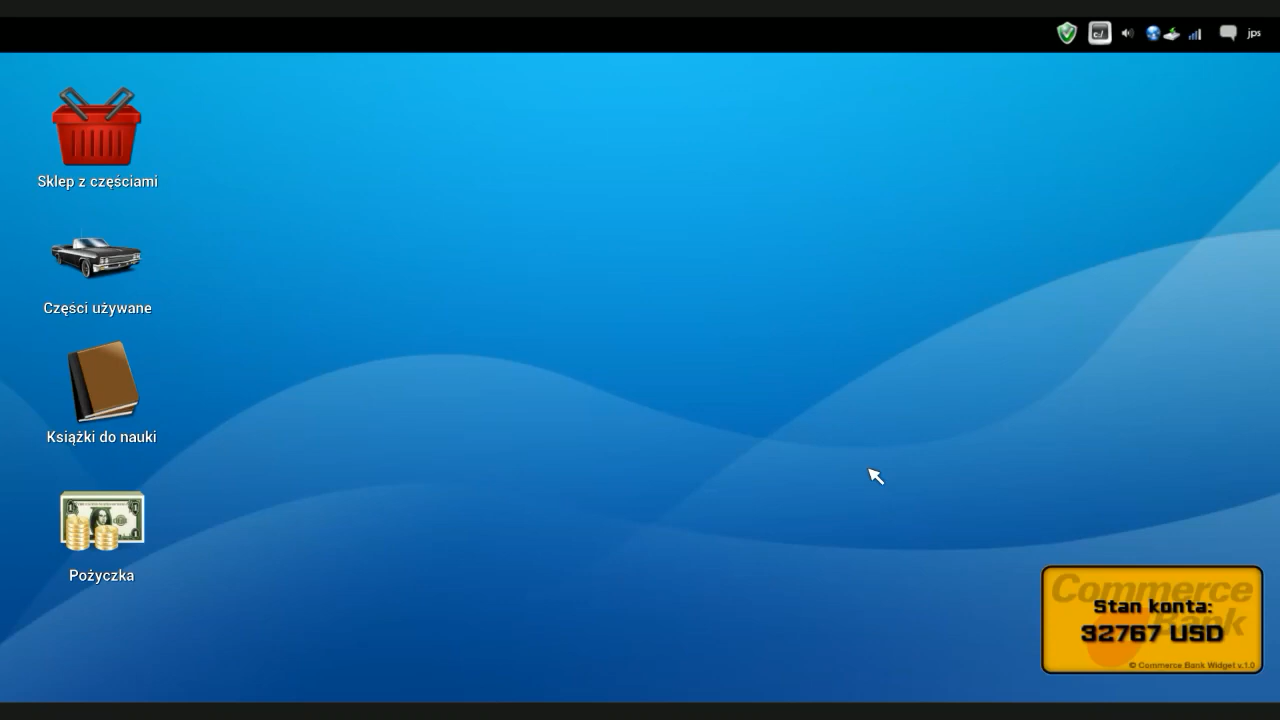 c:/
jps
Sklep z częściami
Części używane
Książki do nauki
Pożyczka
Commerce
Bank
Stan konta:
32767 USD
© Commerce Bank Widget v.1.0